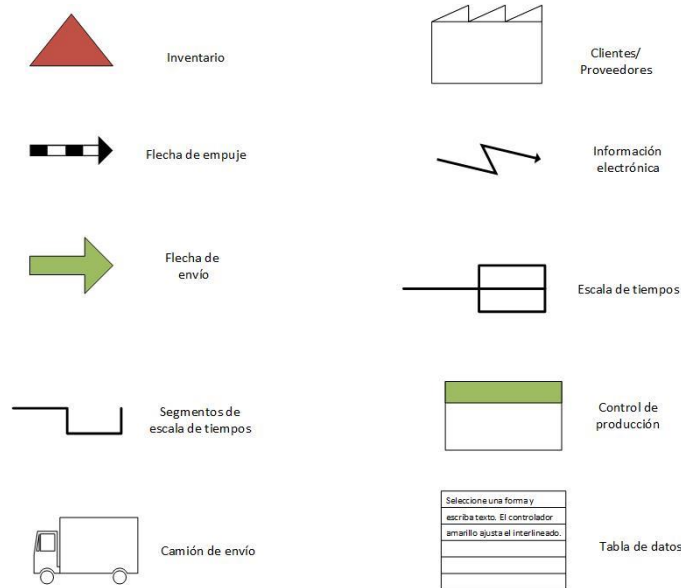 Inventario
Clientes/
Proveedores
Flecha de empuje
Información
electrónica
Flecha de
envío
Escala de tiempos
Segmentos de
escala de tiempos
Control de
producción
Camión de envío
Seleccione una forma y
escriba texto. El controlador
amarillo ajusta el interlineado.
Tabla de datos